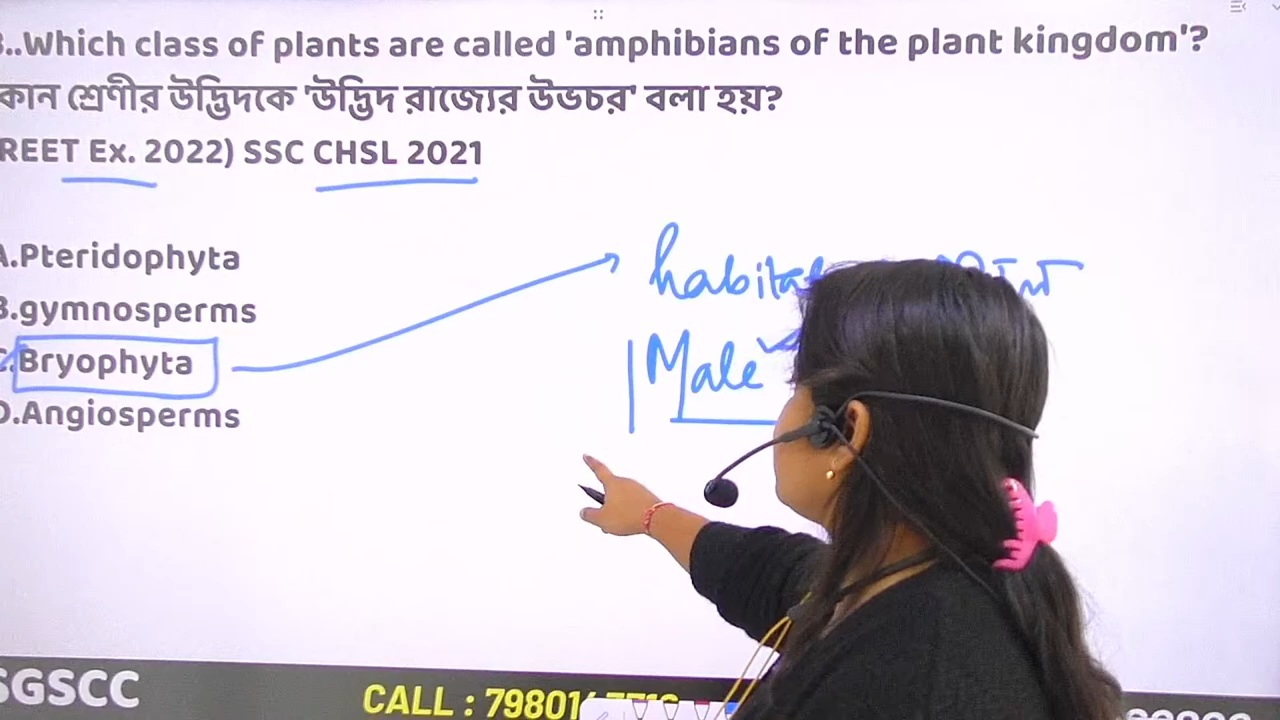 ..Which class of plants are called 'amphibians of the plant kingdom'?
কোন শ্রেণীর উদ্ভিদকে 'উদ্ভিদ রাজ্যের উভচর' বলা হয়?
REET Ex. 2022) SSC CHSL 2021
A.Pteridophyta
B.gymnosperms
C.Bryophyta
D.Angiosperms
habitat
Male
SGSCC
CALL : 79801